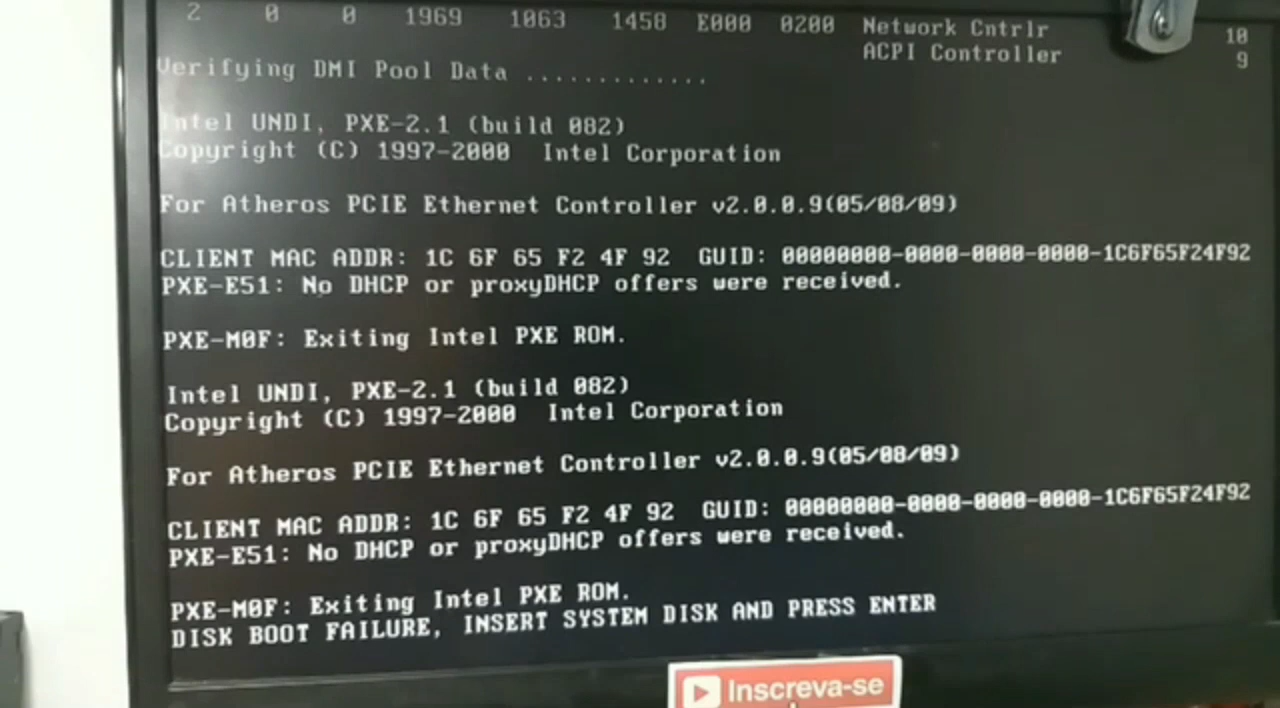 2 0 0 1969 1063 1458 E000 0200 Network Cntrlr 10
ACPI Controller 9
Verifying DMI Pool Data .............
Intel UNDI, PXE-2.1 (build 082)
Copyright (C) 1997-2000 Intel Corporation
For Atheros PCIE Ethernet Controller v2.0.0.9(05/08/09)
CLIENT MAC ADDR: 1C 6F 65 F2 4F 92 GUID: 00000000-0000-0000-0000-1C6F65F24F92
PXE-E51: No DHCP or proxyDHCP offers were received.
PXE-M0F: Exiting Intel PXE ROM.
Intel UNDI, PXE-2.1 (build 082)
Copyright (C) 1997-2000 Intel Corporation
For Atheros PCIE Ethernet Controller v2.0.0.9(05/08/09)
CLIENT MAC ADDR: 1C 6F 65 F2 4F 92 GUID: 00000000-0000-0000-0000-1C6F65F24F92
PXE-E51: No DHCP or proxyDHCP offers were received.
PXE-M0F: Exiting Intel PXE ROM.
DISK BOOT FAILURE, INSERT SYSTEM DISK AND PRESS ENTER
Inscreva-se